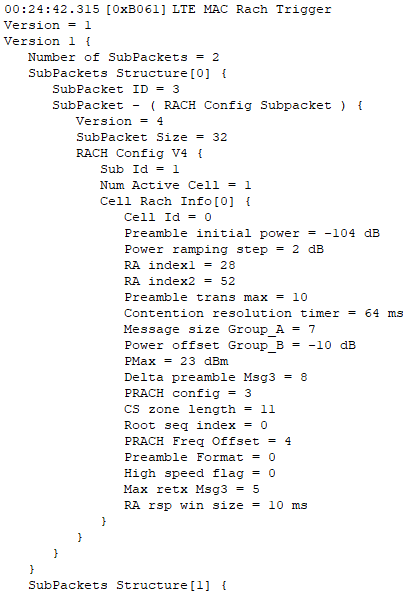 00:24:42.315 [0xB061] LTE MAC Rach Trigger
Version = 1
Version 1 {
Number of SubPackets = 2
SubPackets Structure[0] {
SubPacket ID = 3
SubPacket - ( RACH Config Subpacket ) {
Version = 4
SubPacket Size = 32
RACH Config V4 {
Sub Id = 1
Num Active Cell = 1
Cell Rach Info[0] {
Cell Id = 0
Preamble initial power = -104 dB
Power ramping step = 2 dB
RA index1 = 28
RA index2 = 52
Preamble trans max = 10
Contention resolution timer = 64 ms
Message size Group_A = 7
Power offset Group_B = -10 dB
PMax = 23 dBm
Delta preamble Msg3 = 8
PRACH config = 3
CS zone length = 11
Root seq index = 0
PRACH Freq Offset = 4
Preamble Format = 0
High speed flag = 0
Max retx Msg3 = 5
RA rsp win size = 10 ms
}
}
}
}
SubPackets Structure[1] {